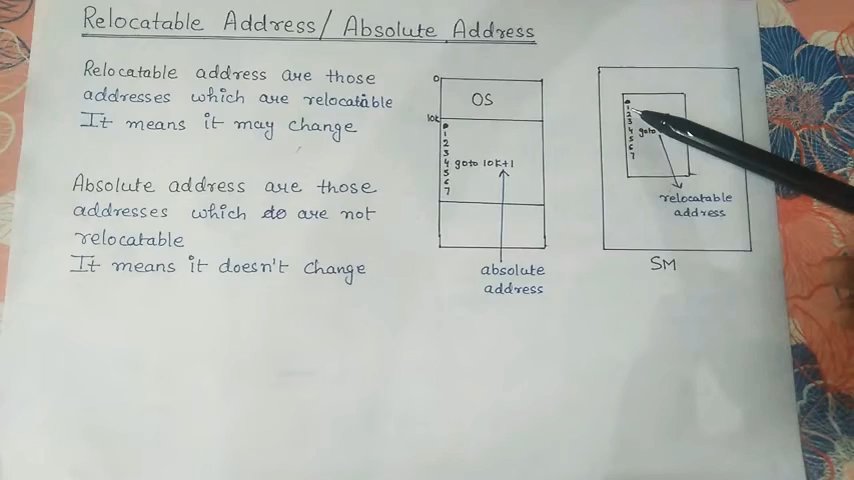 Relocatable Address/ Absolute Address
Relocatable address are those
addresses which are relocatable
It means it may change
Absolute address are those
addresses which are not
relocatable
It means it doesn't change
0
OS
10k
0
1
2
3
4 goto 10k+1
5
6
7
absolute
address
0
1
2
3
4 goto
5
6
7
relocatable
address
SM